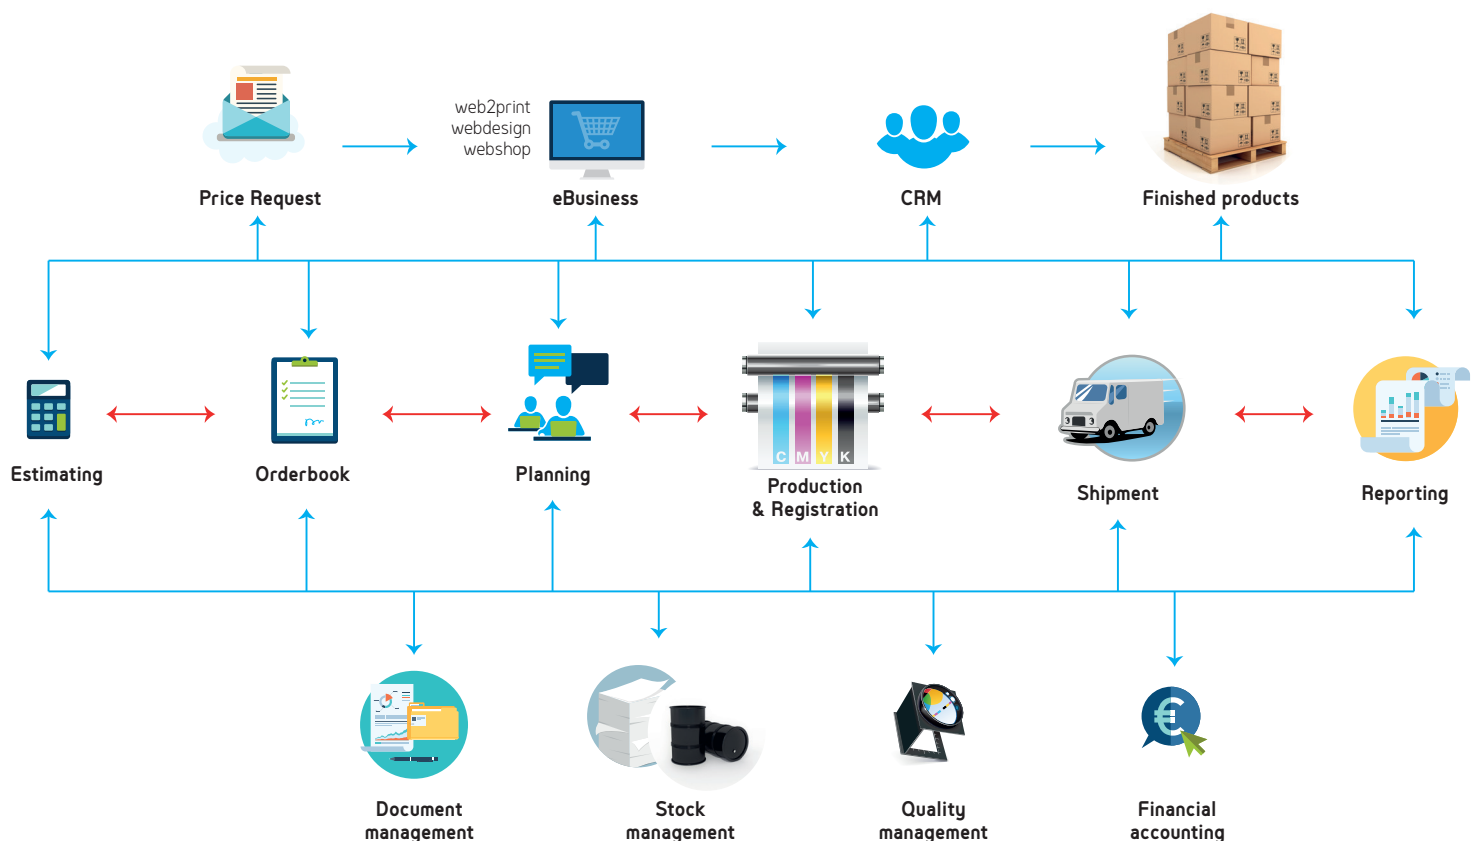 web2print
webdesign
webshop
Price Request
eBusiness
CRM
Finished products
C M Y K
Estimating
Orderbook
Planning
Production
& Registration
Shipment
Reporting
Document
management
Stock
management
Quality
management
Financial
accounting
€